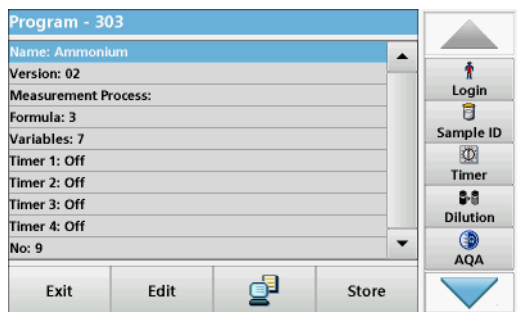 Program - 303
Name: Ammonium
Version: 02
Measurement Process:
Formula: 3
Variables: 7
Timer 1: Off
Timer 2: Off
Timer 3: Off
Timer 4: Off
No: 9
Login
Sample ID
Timer
Dilution
AQA
Exit
Edit
Store